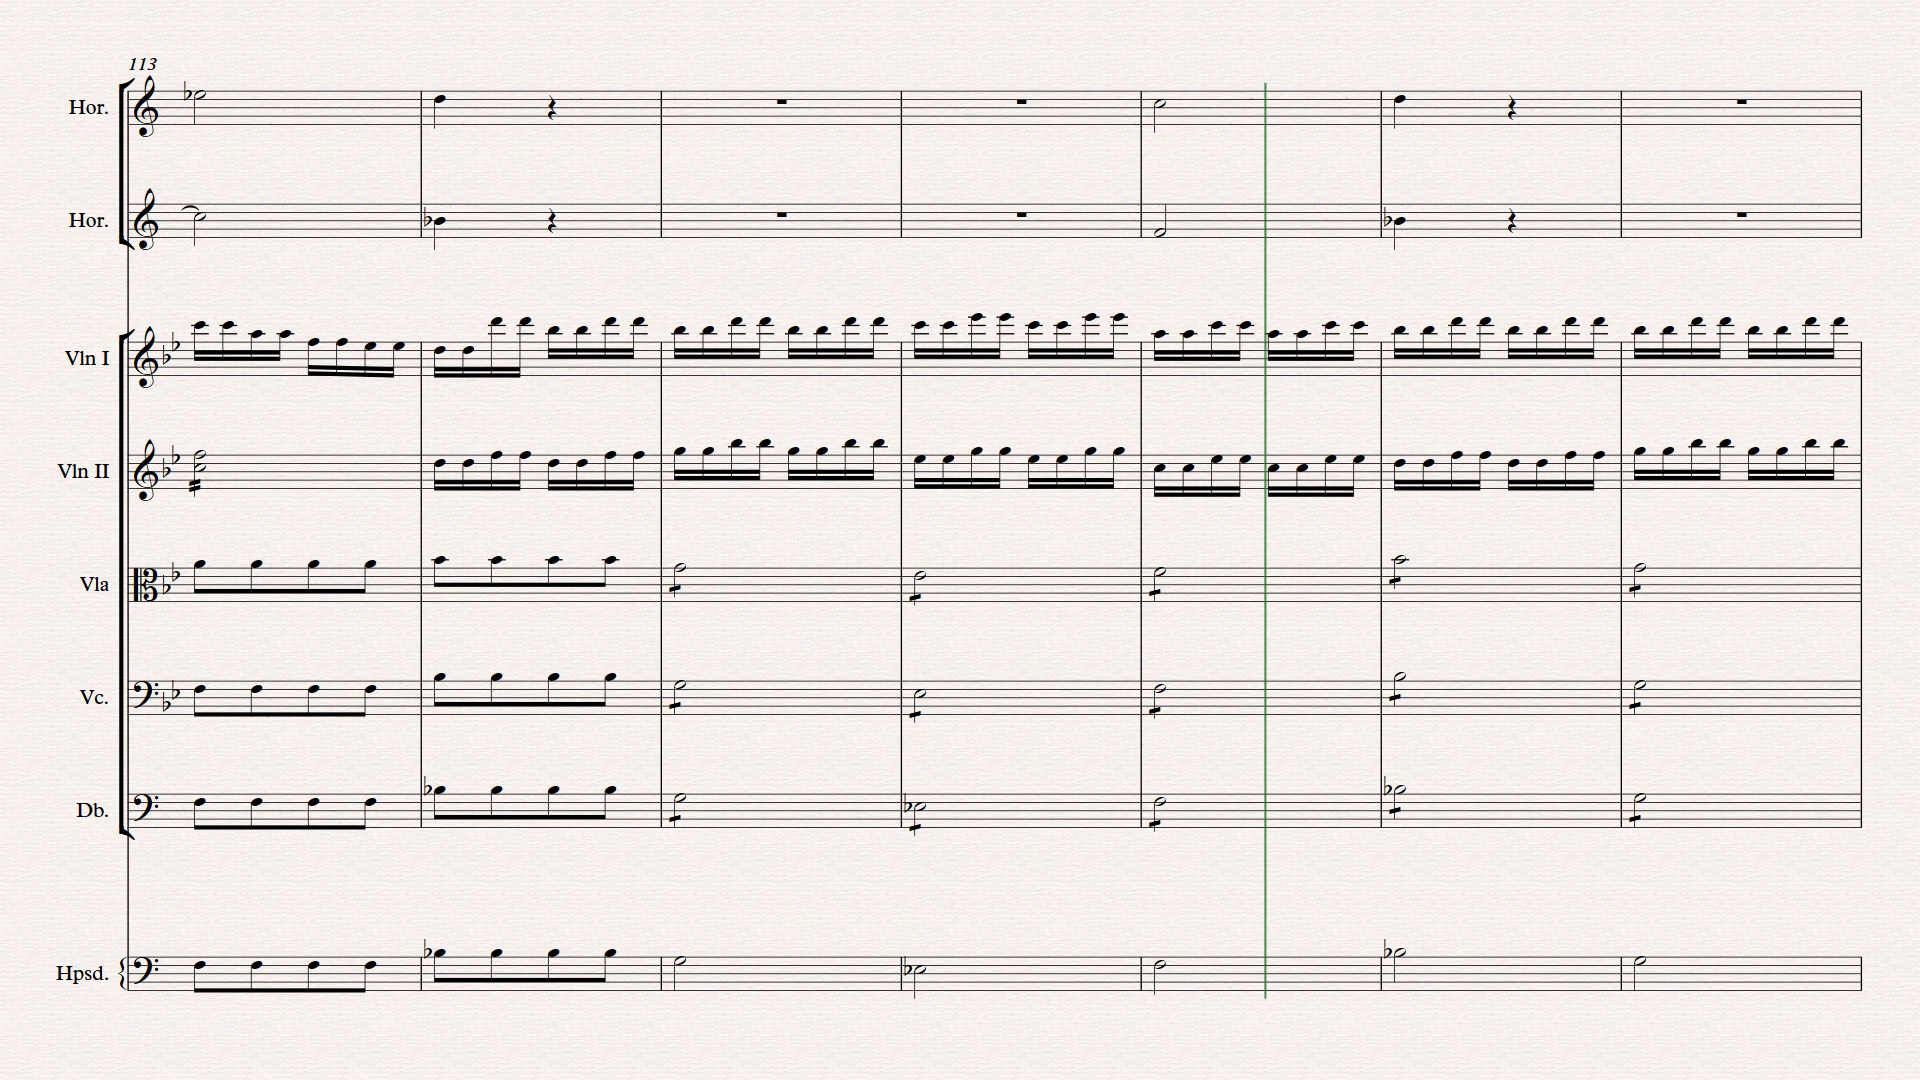 113
Hor.
Hor.
Vln I
Vln II
Vla
Vc.
Db.
Hpsd.